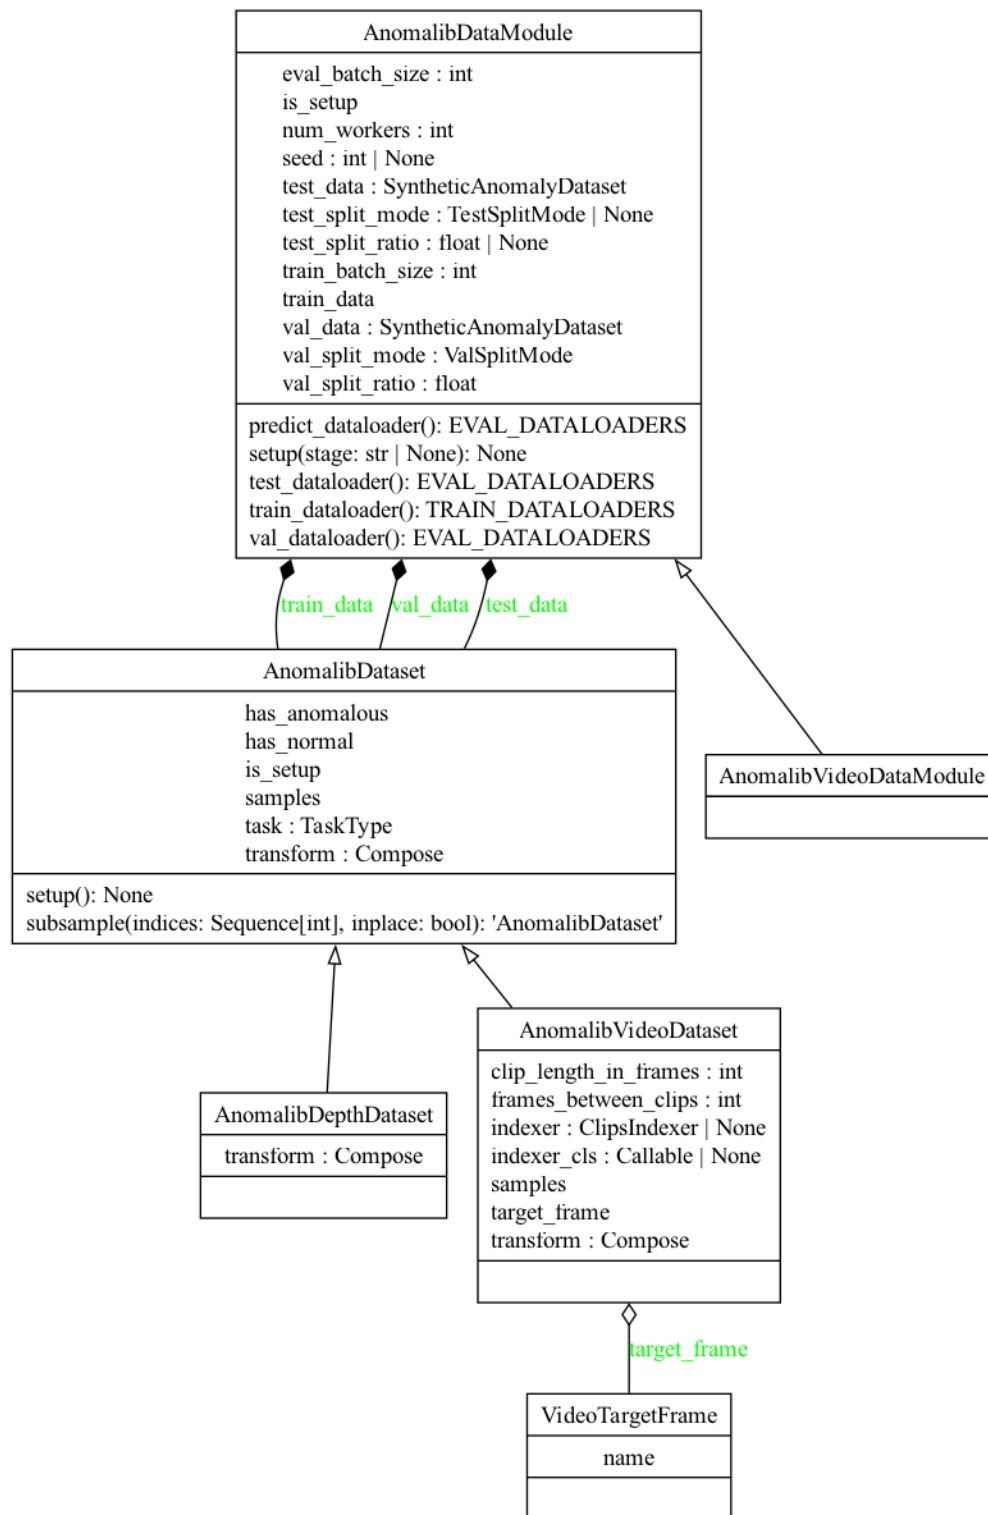 AnomalibDataModule
eval_batch_size : int
is_setup
num_workers : int
seed : int | None
test_data : SyntheticAnomalyDataset
test_split_mode : TestSplitMode | None
test_split_ratio : float | None
train_batch_size : int
train_data
val_data : SyntheticAnomalyDataset
val_split_mode : ValSplitMode
val_split_ratio : float
predict_dataloader(): EVAL_DATALOADERS
setup(stage: str | None): None
test_dataloader(): EVAL_DATALOADERS
train_dataloader(): TRAIN_DATALOADERS
val_dataloader(): EVAL_DATALOADERS
train_data
val_data
test_data
AnomalibDataset
has_anomalous
has_normal
is_setup
samples
task : TaskType
transform : Compose
setup(): None
subsample(indices: Sequence[int], inplace: bool): 'AnomalibDataset'
AnomalibVideoDataModule
AnomalibDepthDataset
transform : Compose
AnomalibVideoDataset
clip_length_in_frames : int
frames_between_clips : int
indexer : ClipsIndexer | None
indexer_cls : Callable | None
samples
target_frame
transform : Compose
target_frame
VideoTargetFrame
name